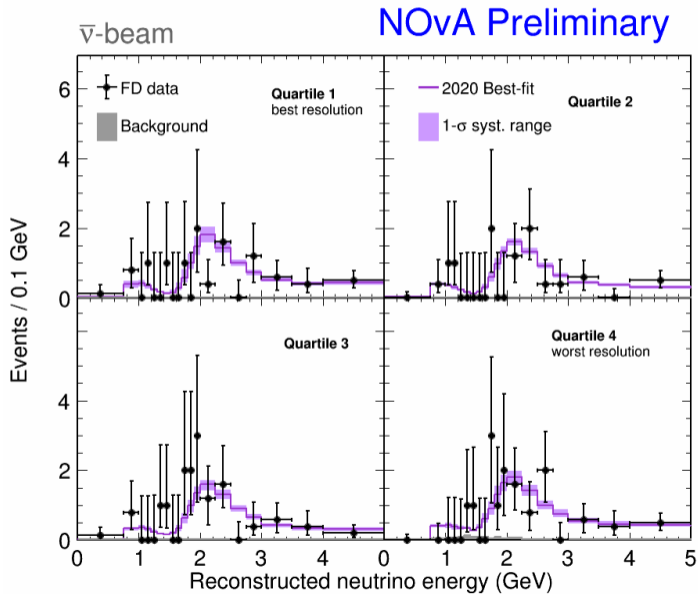 ν̅-beam
NOvA Preliminary
FD data
Background
Quartile 1
best resolution
2020 Best-fit
1-σ syst. range
Quartile 2
Quartile 3
Quartile 4
worst resolution
Events / 0.1 GeV
6
4
2
0
4
2
0
0 1 2 3 4 0 1 2 3 4 5
Reconstructed neutrino energy (GeV)